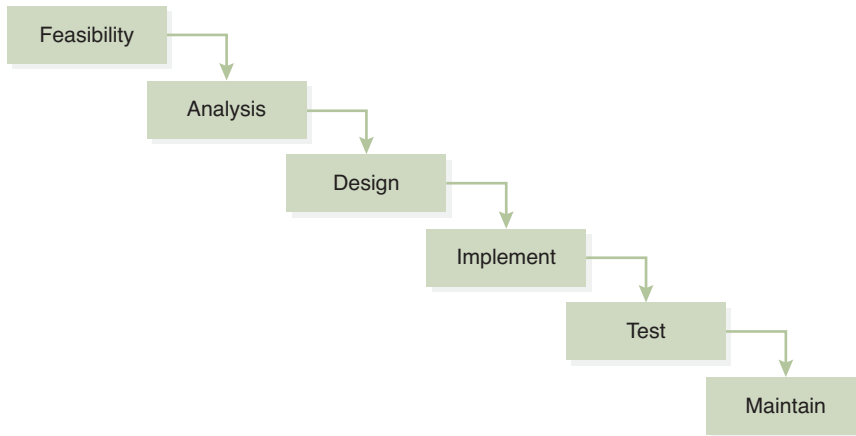 Feasibility
Analysis
Design
Implement
Test
Maintain